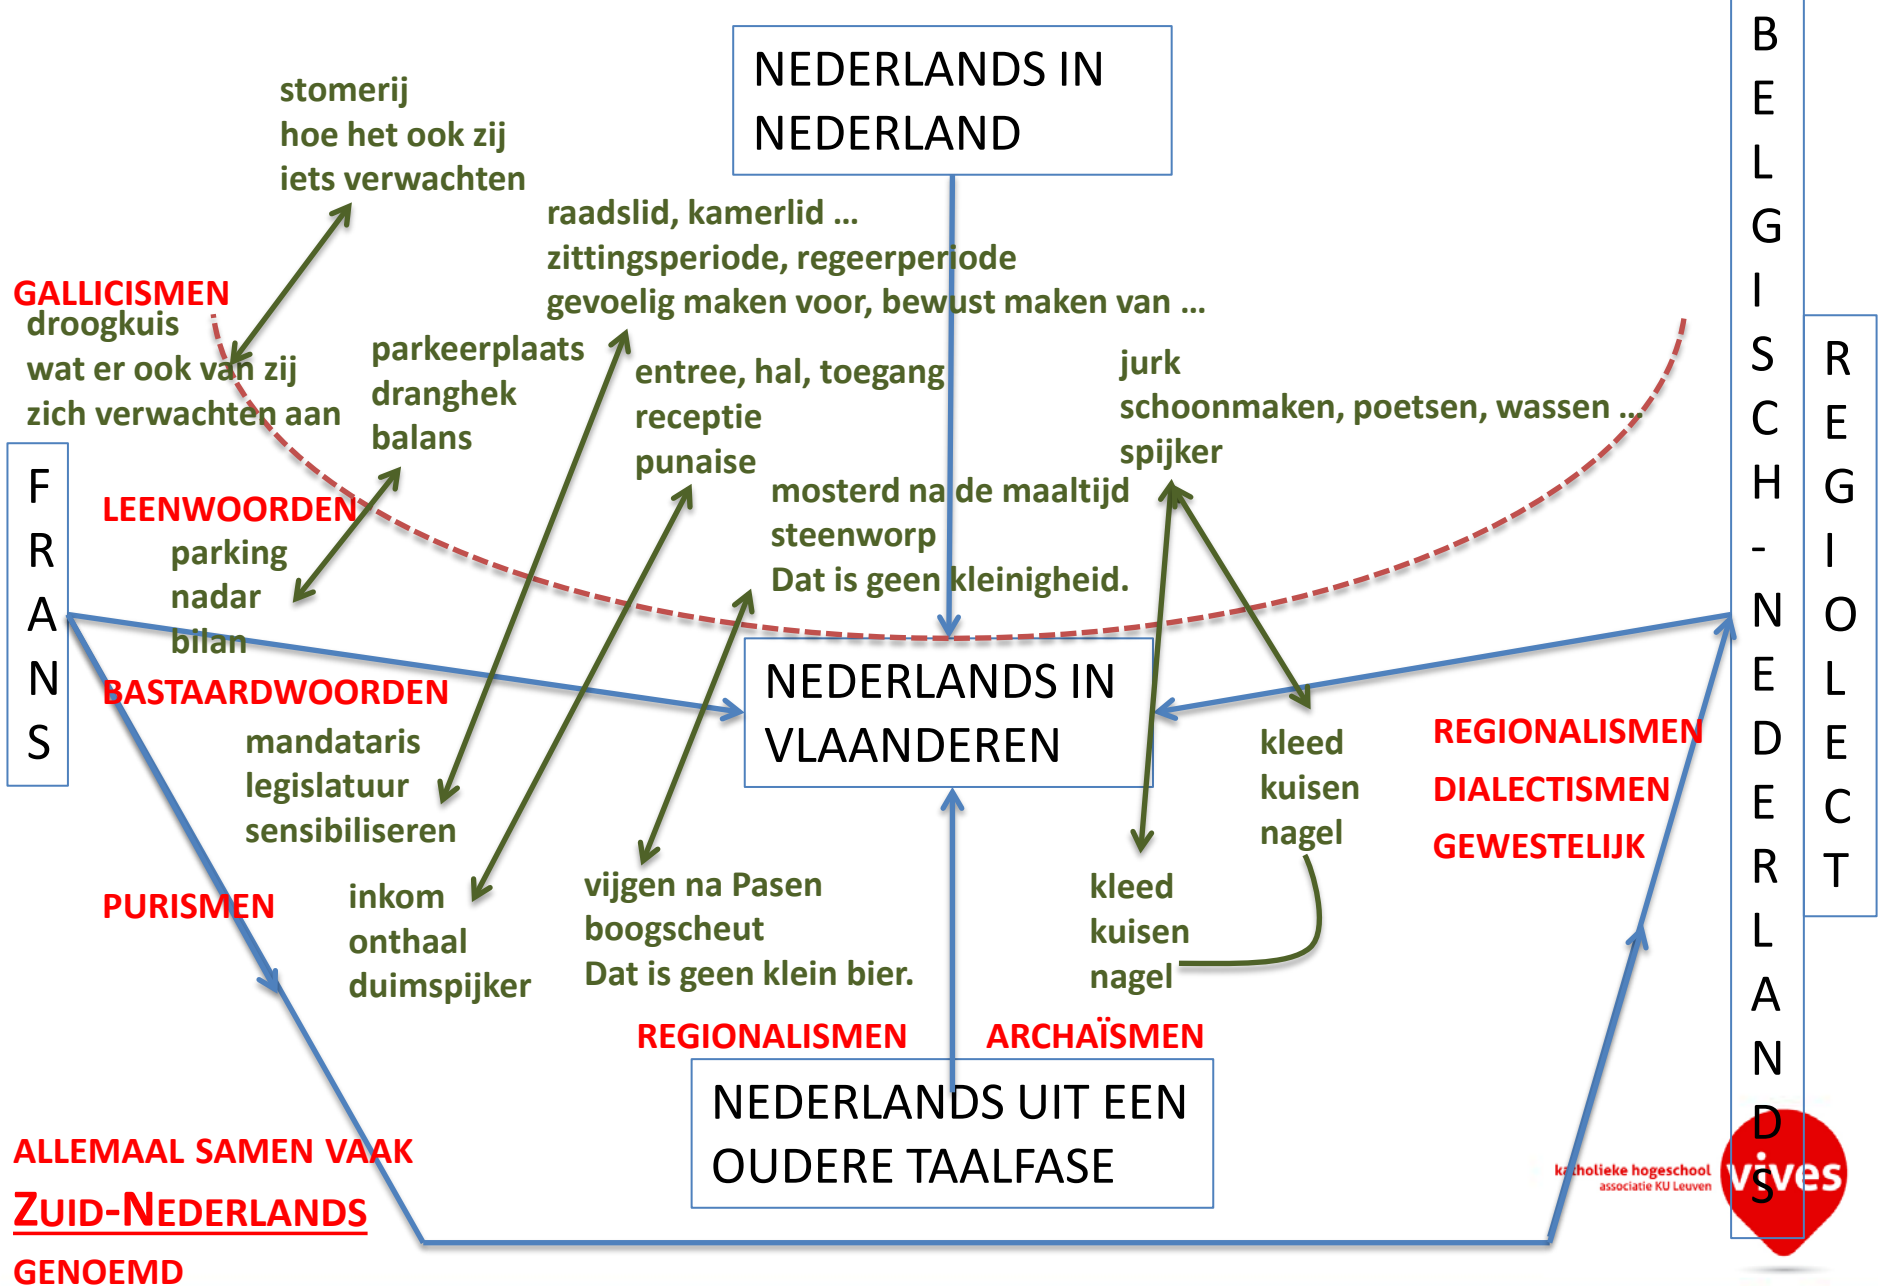 NEDERLANDS IN
NEDERLAND
stomerij
hoe het ook zij
iets verwachten
raadslid, kamerlid ...
zittingsperiode, regeerperiode
gevoelig maken voor, bewust maken van ...
GALLICISMEN
droogkuis
wat er ook van zij
zich verwachten aan
parkeerplaats
dranghek
balans
entree, hal, toegang
receptie
punaise
jurk
schoonmaken, poetsen, wassen ...
spijker
mosterd na de maaltijd
steenworp
Dat is geen kleinigheid.
FRANS
LEENWOORDEN
parking
nadar
bilan
BASTAARDWOORDEN
mandataris
legislatuur
sensibiliseren
NEDERLANDS IN
VLAANDEREN
kleed
kuisen
nagel
REGIONALISMEN
DIALECTISMEN
GEWESTELIJK
BELGISCH-NEDERLANDS
REGIOLECT
PURISMEN
inkom
onthaal
duimspijker
vijgen na Pasen
boogscheut
Dat is geen klein bier.
kleed
kuisen
nagel
REGIONALISMEN
ARCHAÏSMEN
NEDERLANDS UIT EEN
OUDERE TAALFASE
ALLEMAAL SAMEN VAAK
ZUID-NEDERLANDS
GENOEMD
katholieke hogeschool
associatie KU Leuven
vives